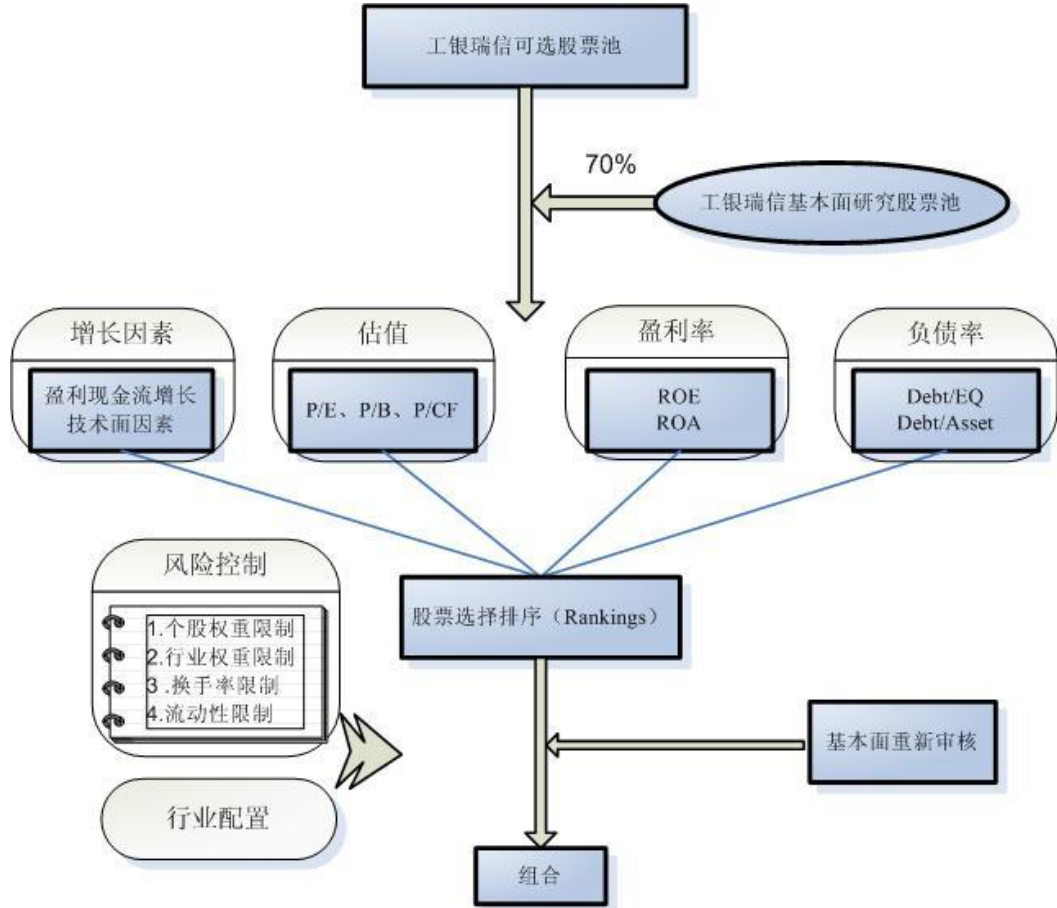 工银瑞信可选股票池
70%
工银瑞信基本面研究股票池
增长因素
盈利现金流增长
技术面因素
估值
P/E、P/B、P/CF
盈利率
ROE
ROA
负债率
Debt/EQ
Debt/Asset
风险控制
1.个股权重限制
2.行业权重限制
3 .换手率限制
4.流动性限制
行业配置
股票选择排序（Rankings）
基本面重新审核
组合